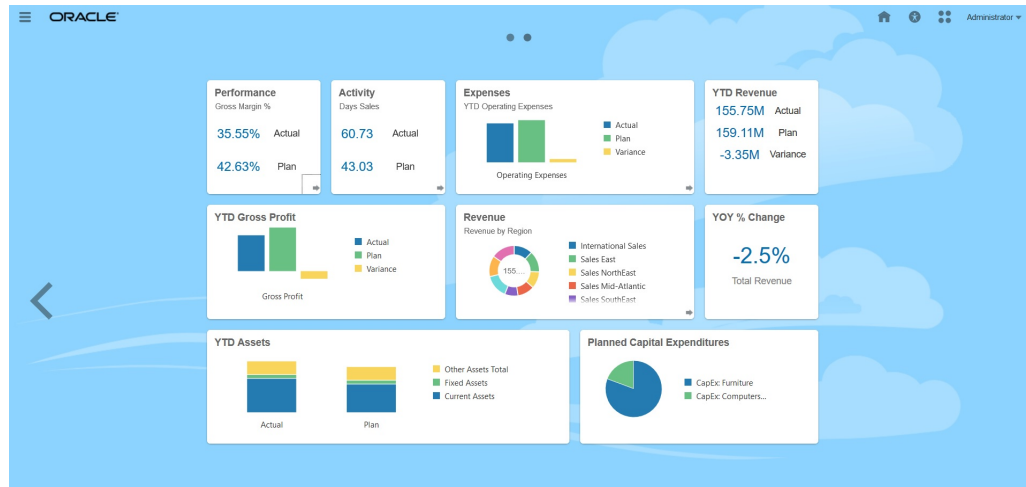 ORACLE
Administrator
Performance
Gross Margin %
35.55% Actual
42.63% Plan
Activity
Days Sales
60.73 Actual
43.03 Plan
Expenses
YTD Operating Expenses
Actual
Plan
Variance
Operating Expenses
YTD Revenue
155.75M Actual
159.11M Plan
-3.35M Variance
YTD Gross Profit
Actual
Plan
Variance
Gross Profit
Revenue
Revenue by Region
155....
International Sales
Sales East
Sales NorthEast
Sales Mid-Atlantic
Sales SouthEast
YOY % Change
-2.5%
Total Revenue
YTD Assets
Other Assets Total
Fixed Assets
Current Assets
Actual
Plan
Planned Capital Expenditures
CapEx: Furniture
CapEx: Computers...